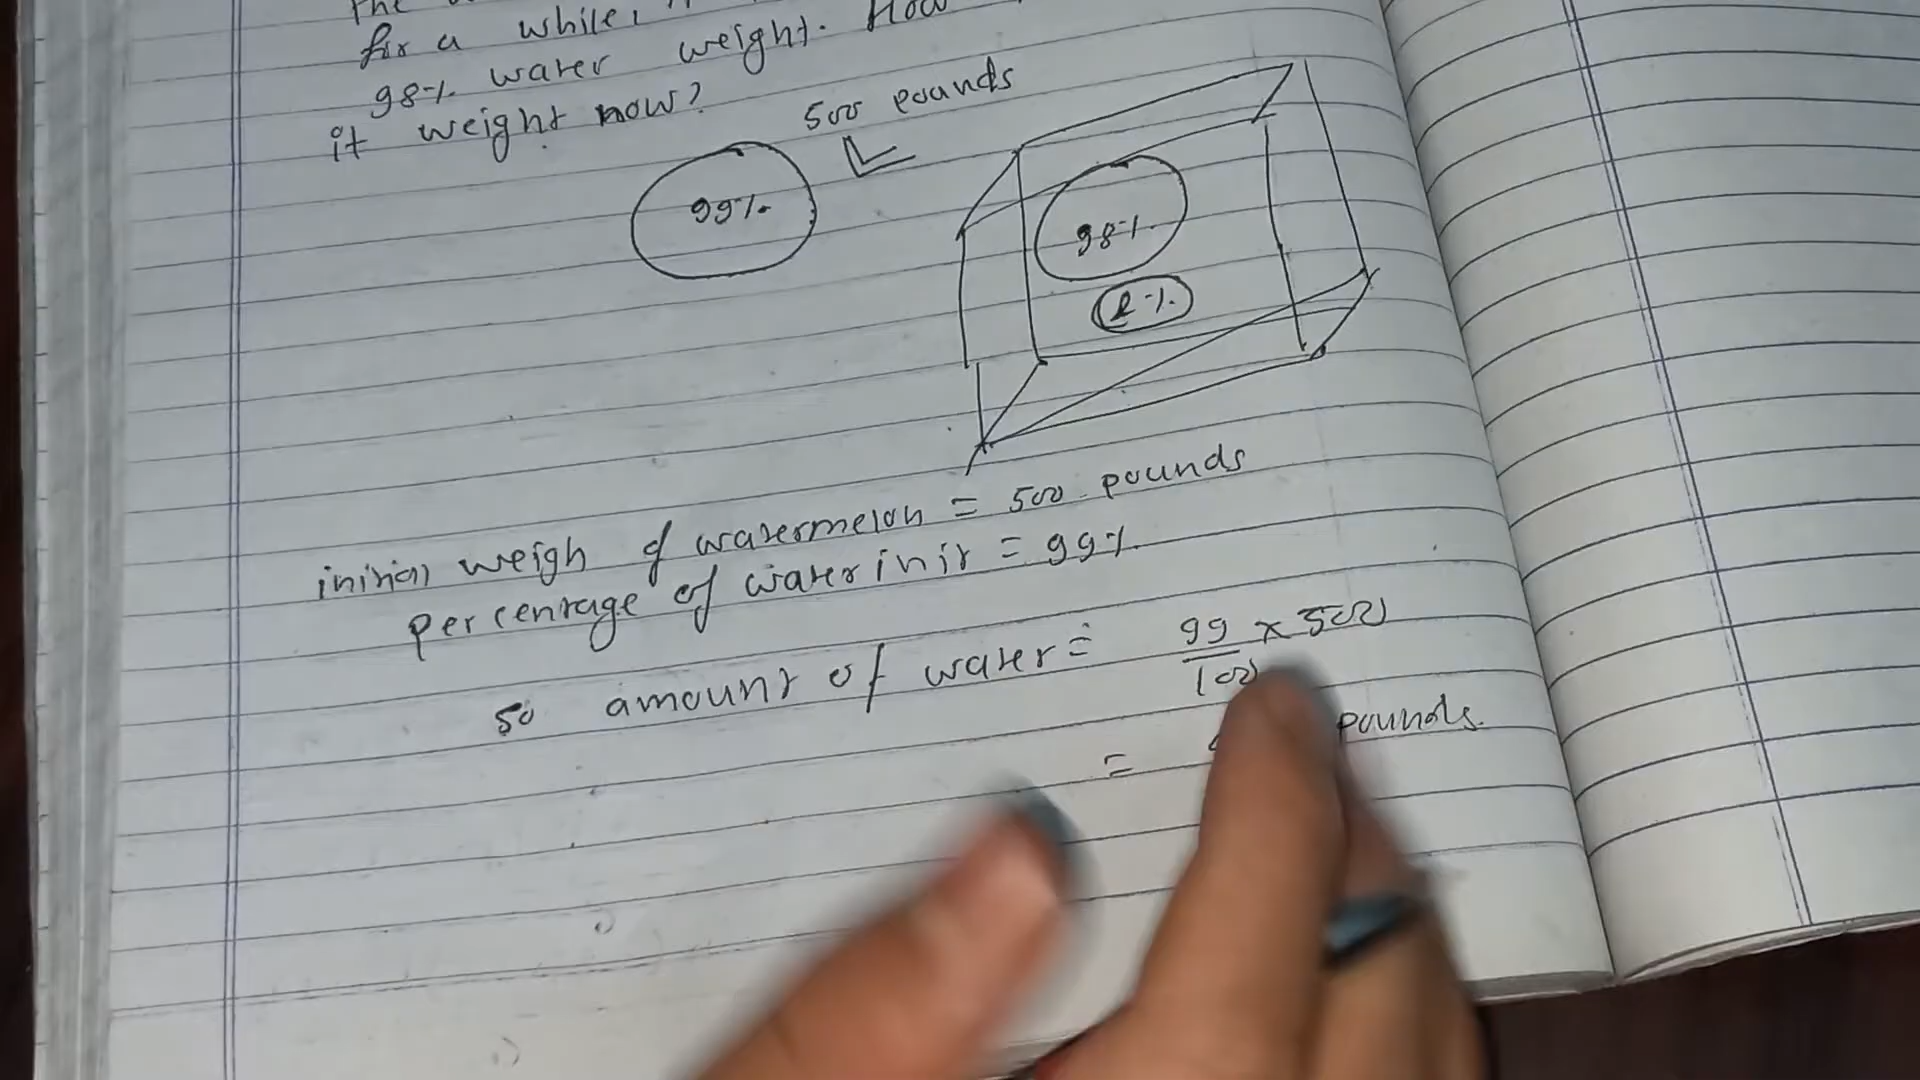 the
for a while,
98% water weight. How
it weight now?
500 pounds
99%
98%
2%
initial weigh of watermelon = 500 pounds
percentage of water in it = 99%
so amount of water = 99/100 × 500
= pounds.